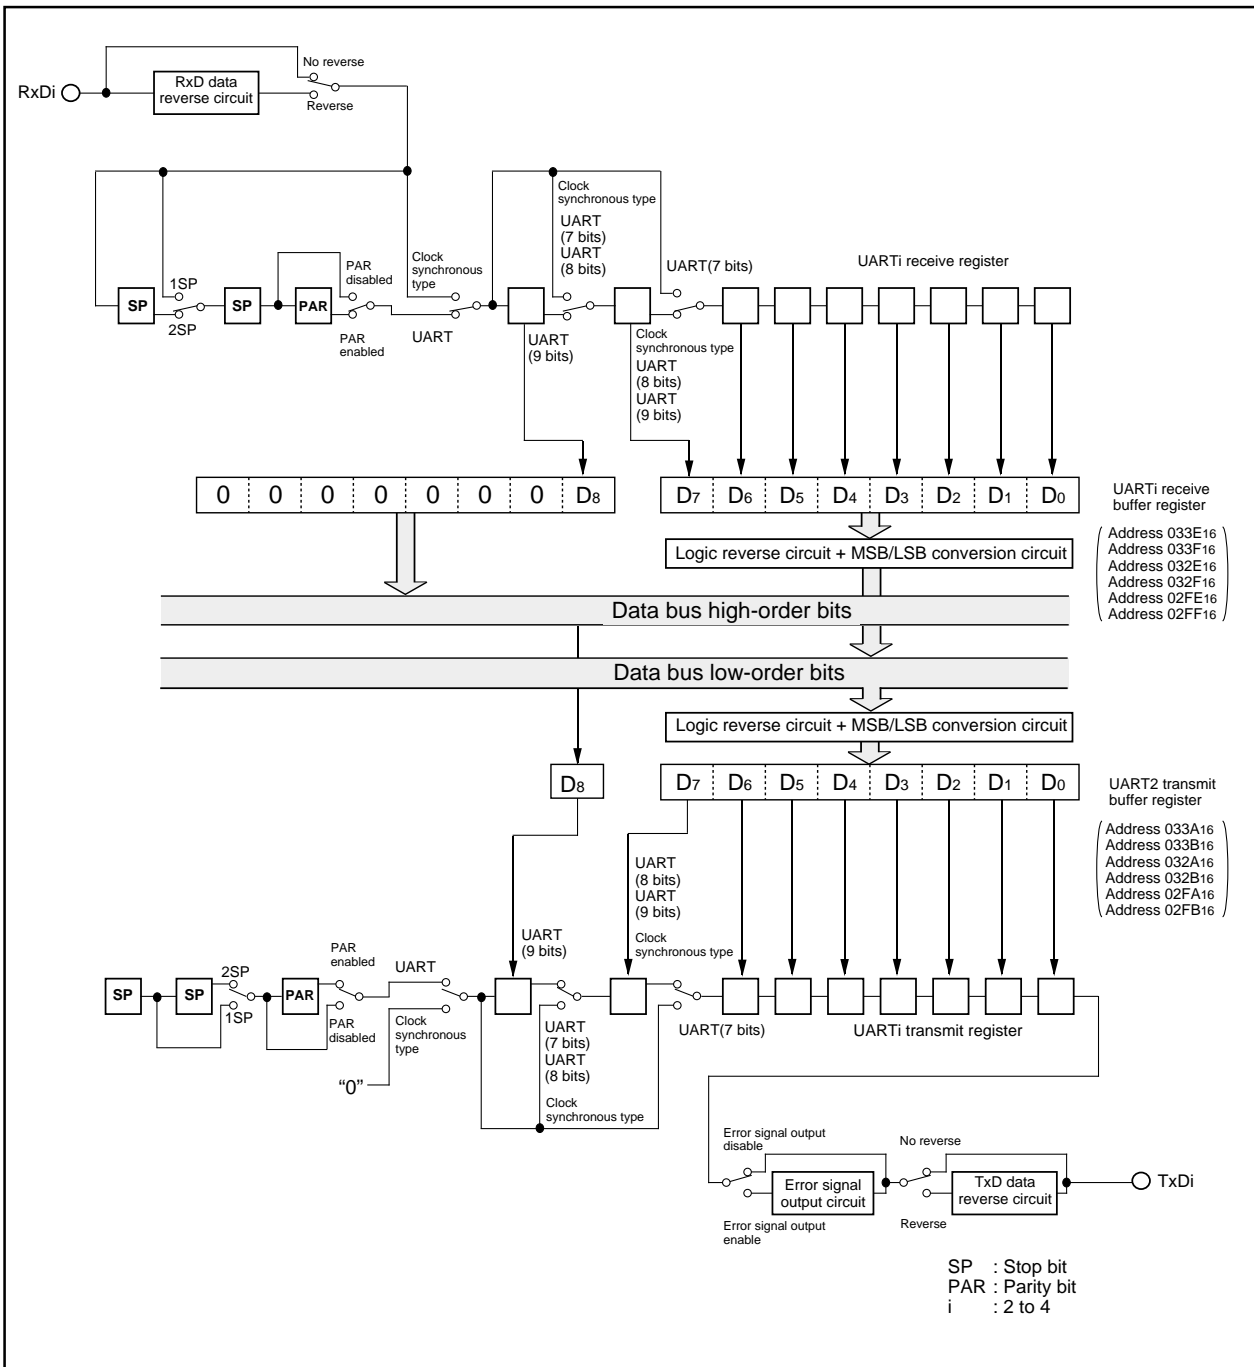 No reverse
RxDi
RxD data
reverse circuit
Reverse
Clock
synchronous type
UART
(7 bits)
UART
(8 bits)
UART(7 bits)
UARTi receive register
PAR
disabled
Clock
synchronous
type
1SP
SP
SP
PAR
2SP
PAR
enabled
UART
UART
(9 bits)
Clock
synchronous type
UART
(8 bits)
UART
(9 bits)
0 0 0 0 0 0 0 D8
D7 D6 D5 D4 D3 D2 D1 D0
UARTi receive
buffer register
Logic reverse circuit + MSB/LSB conversion circuit
Address 033E16
Address 033F16
Address 032E16
Address 032F16
Address 02FE16
Address 02FF16
Data bus high-order bits
Data bus low-order bits
Logic reverse circuit + MSB/LSB conversion circuit
D8
D7 D6 D5 D4 D3 D2 D1 D0
UART2 transmit
buffer register
Address 033A16
Address 033B16
Address 032A16
Address 032B16
Address 02FA16
Address 02FB16
UART
(8 bits)
UART
(9 bits)
Clock
synchronous type
UART
(9 bits)
PAR
enabled
UART
2SP
SP
SP
PAR
1SP
PAR
disabled
Clock
synchronous
type
"0"
UART
(7 bits)
UART
(8 bits)
Clock
synchronous type
UART(7 bits)
UARTi transmit register
Error signal output
disable
No reverse
Error signal
output circuit
TxD data
reverse circuit
TxDi
Error signal output
enable
Reverse
SP : Stop bit
PAR : Parity bit
i : 2 to 4